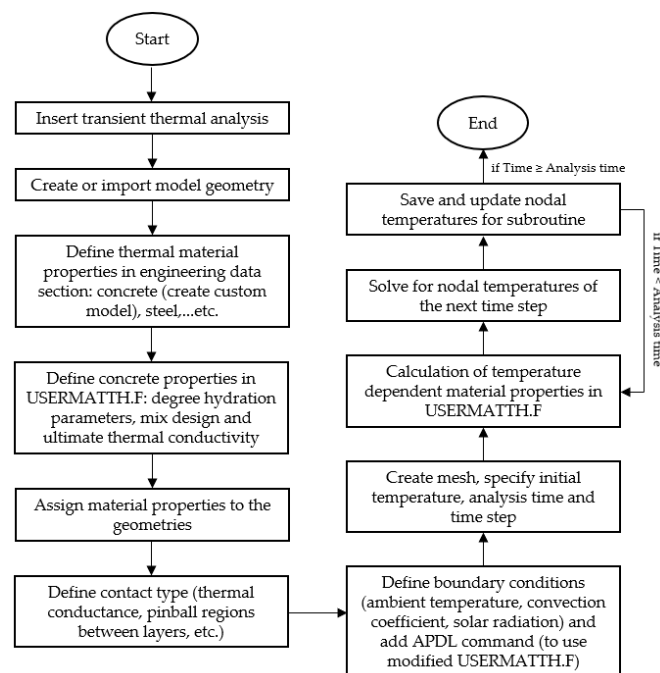 Start
Insert transient thermal analysis
Create or import model geometry
Define thermal material
properties in engineering data
section: concrete (create custom
model), steel,...etc.
Define concrete properties in
USERMATTH.F: degree hydration
parameters, mix design and
ultimate thermal conductivity
Assign material properties to the
geometries
Define contact type (thermal
conductance, pinball regions
between layers, etc.)
Define boundary conditions
(ambient temperature, convection
coefficient, solar radiation) and
add APDL command (to use
modified USERMATTH.F)
Create mesh, specify initial
temperature, analysis time and
time step
Calculation of temperature
dependent material properties in
USERMATTH.F
Solve for nodal temperatures of
the next time step
Save and update nodal
temperatures for subroutine
if Time < Analysis time
if Time ≥ Analysis time
End